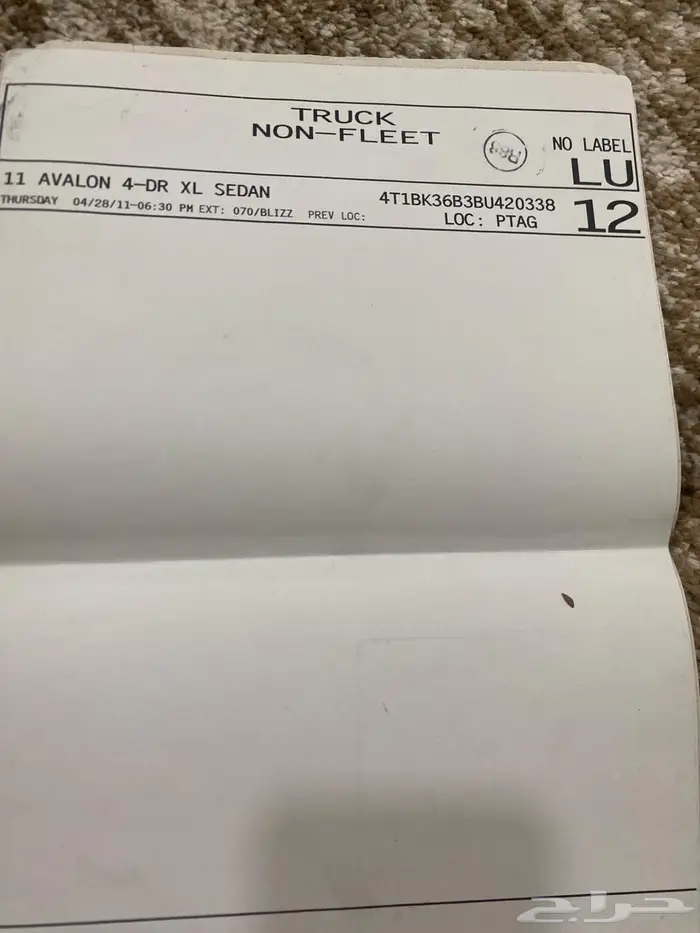 TRUCK
NON-FLEET
NO LABEL
LU
11 AVALON 4-DR XL SEDAN
4T1BK36B3BU420338
12
THURSDAY 04/28/11-06:30 PM EXT: 070/BLIZZ PREV LOC:
LOC: PTAG
حراج